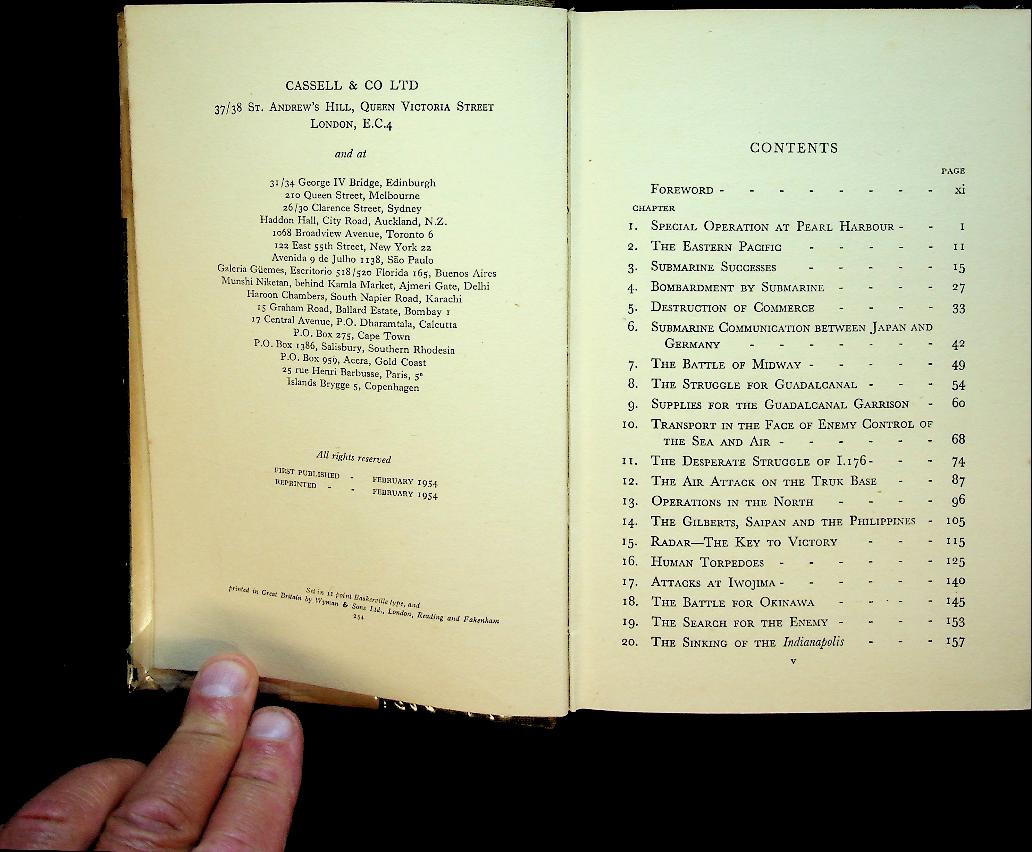 CASSELL & CO LTD
37/38 St. Andrew's Hill, Queen Victoria Street
London, E.C.4
and at
31/34 George IV Bridge, Edinburgh
210 Queen Street, Melbourne
26/30 Clarence Street, Sydney
Haddon Hall, City Road, Auckland, N.Z.
1068 Broadview Avenue, Toronto 6
122 East 55th Street, New York 22
Avenida 9 de Julho 1138, São Paulo
Galeria Güemes, Escritorio 518/520 Florida 165, Buenos Aires
Munshi Niketan, behind Kamla Market, Ajmeri Gate, Delhi
Haroon Chambers, South Napier Road, Karachi
15 Graham Road, Ballard Estate, Bombay 1
17 Central Avenue, P.O. Dharamtala, Calcutta
P.O. Box 275, Cape Town
P.O. Box 1386, Salisbury, Southern Rhodesia
P.O. Box 959, Accra, Gold Coast
25 rue Henri Barbusse, Paris, 5e
Islands Brygge 5, Copenhagen
All rights reserved
FIRST PUBLISHED - FEBRUARY 1954
REPRINTED - - FEBRUARY 1954
Set in 11 point Baskerville type, and
printed in Great Britain by Wyman & Sons Ltd., London, Reading and Fakenham
254
CONTENTS
PAGE
Foreword - - - - - - - - xi
CHAPTER
1. Special Operation at Pearl Harbour - - 1
2. The Eastern Pacific - - - - - 11
3. Submarine Successes - - - - - 15
4. Bombardment by Submarine - - - - 27
5. Destruction of Commerce - - - - 33
6. Submarine Communication between Japan and
Germany - - - - - - - 42
7. The Battle of Midway - - - - - 49
8. The Struggle for Guadalcanal - - - 54
9. Supplies for the Guadalcanal Garrison - 60
10. Transport in the Face of Enemy Control of
the Sea and Air - - - - - - 68
11. The Desperate Struggle of I.176 - - - 74
12. The Air Attack on the Truk Base - - 87
13. Operations in the North - - - - 96
14. The Gilberts, Saipan and the Philippines - 105
15. Radar—The Key to Victory - - - 115
16. Human Torpedoes - - - - - - 125
17. Attacks at Iwojima - - - - - - 140
18. The Battle for Okinawa - - - - 145
19. The Search for the Enemy - - - - 153
20. The Sinking of the Indianapolis - - - 157
v